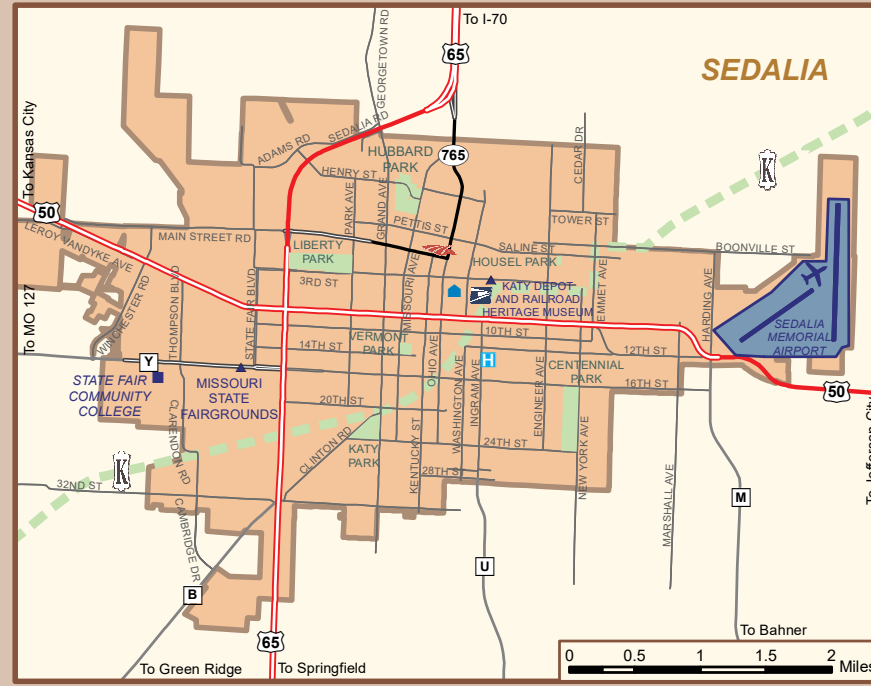 To I-70
65
SEDALIA
GEORGETOWN RD
SEDALIA RD
ADAMS RD
HUBBARD
PARK
765
CEDAR DR
K
HENRY ST
To Kansas City
50
PARK AVE
GRAND AVE
PETTIS ST
TOWER ST
LEROY VANDYKE AVE
MAIN STREET RD
LIBERTY
PARK
SALINE ST
HOUSEL PARK
BOONVILLE ST
3RD ST
KATY DEPOT
AND RAILROAD
HERITAGE MUSEUM
EMMET AVE
HARDING AVE
MISSOURI AVE
WINCHESTER RD
THOMPSON BLVD
STATE FAIR BLVD
To MO 127
10TH ST
SEDALIA
MEMORIAL
AIRPORT
VERMONT
PARK
14TH ST
12TH ST
OHIO AVE
H
Y
CENTENNIAL
PARK
16TH ST
STATE FAIR
COMMUNITY
COLLEGE
MISSOURI
STATE
FAIRGROUNDS
WASHINGTON AVE
INGRAM AVE
ENGINEER AVE
50
20TH ST
CLARENDON RD
CLINTON RD
KATY
PARK
KENTUCKY ST
24TH ST
NEW YORK AVE
To Jefferson City
K
28TH ST
32ND ST
MARSHALL AVE
M
CAMBRIDGE DR
U
B
To Bahner
65
To Green Ridge
To Springfield
0 0.5 1 1.5 2
Miles